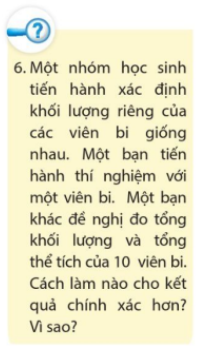 ?
6. Một nhóm học sinh
tiến hành xác định
khối lượng riêng của
các viên bi giống
nhau. Một bạn tiến
hành thí nghiệm với
một viên bi. Một bạn
khác đề nghị đo tổng
khối lượng và tổng
thể tích của 10 viên bi.
Cách làm nào cho kết
quả chính xác hơn?
Vì sao?